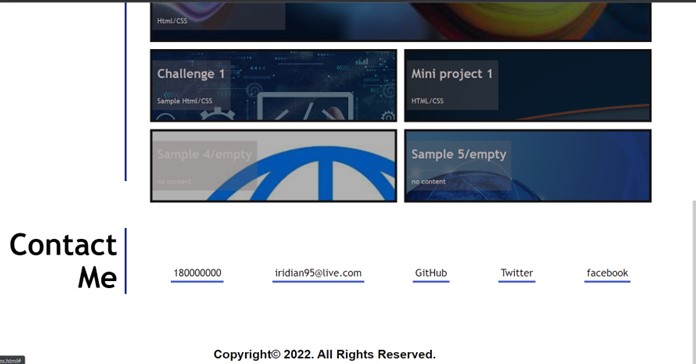 Html/CSS
Challenge 1
Sample Html/CSS
Mini project 1
HTML/CSS
Sample 4/empty
no content
Sample 5/empty
no content
Contact
Me
180000000
iridian95@live.com
GitHub
Twitter
facebook
Copyright© 2022. All Rights Reserved.